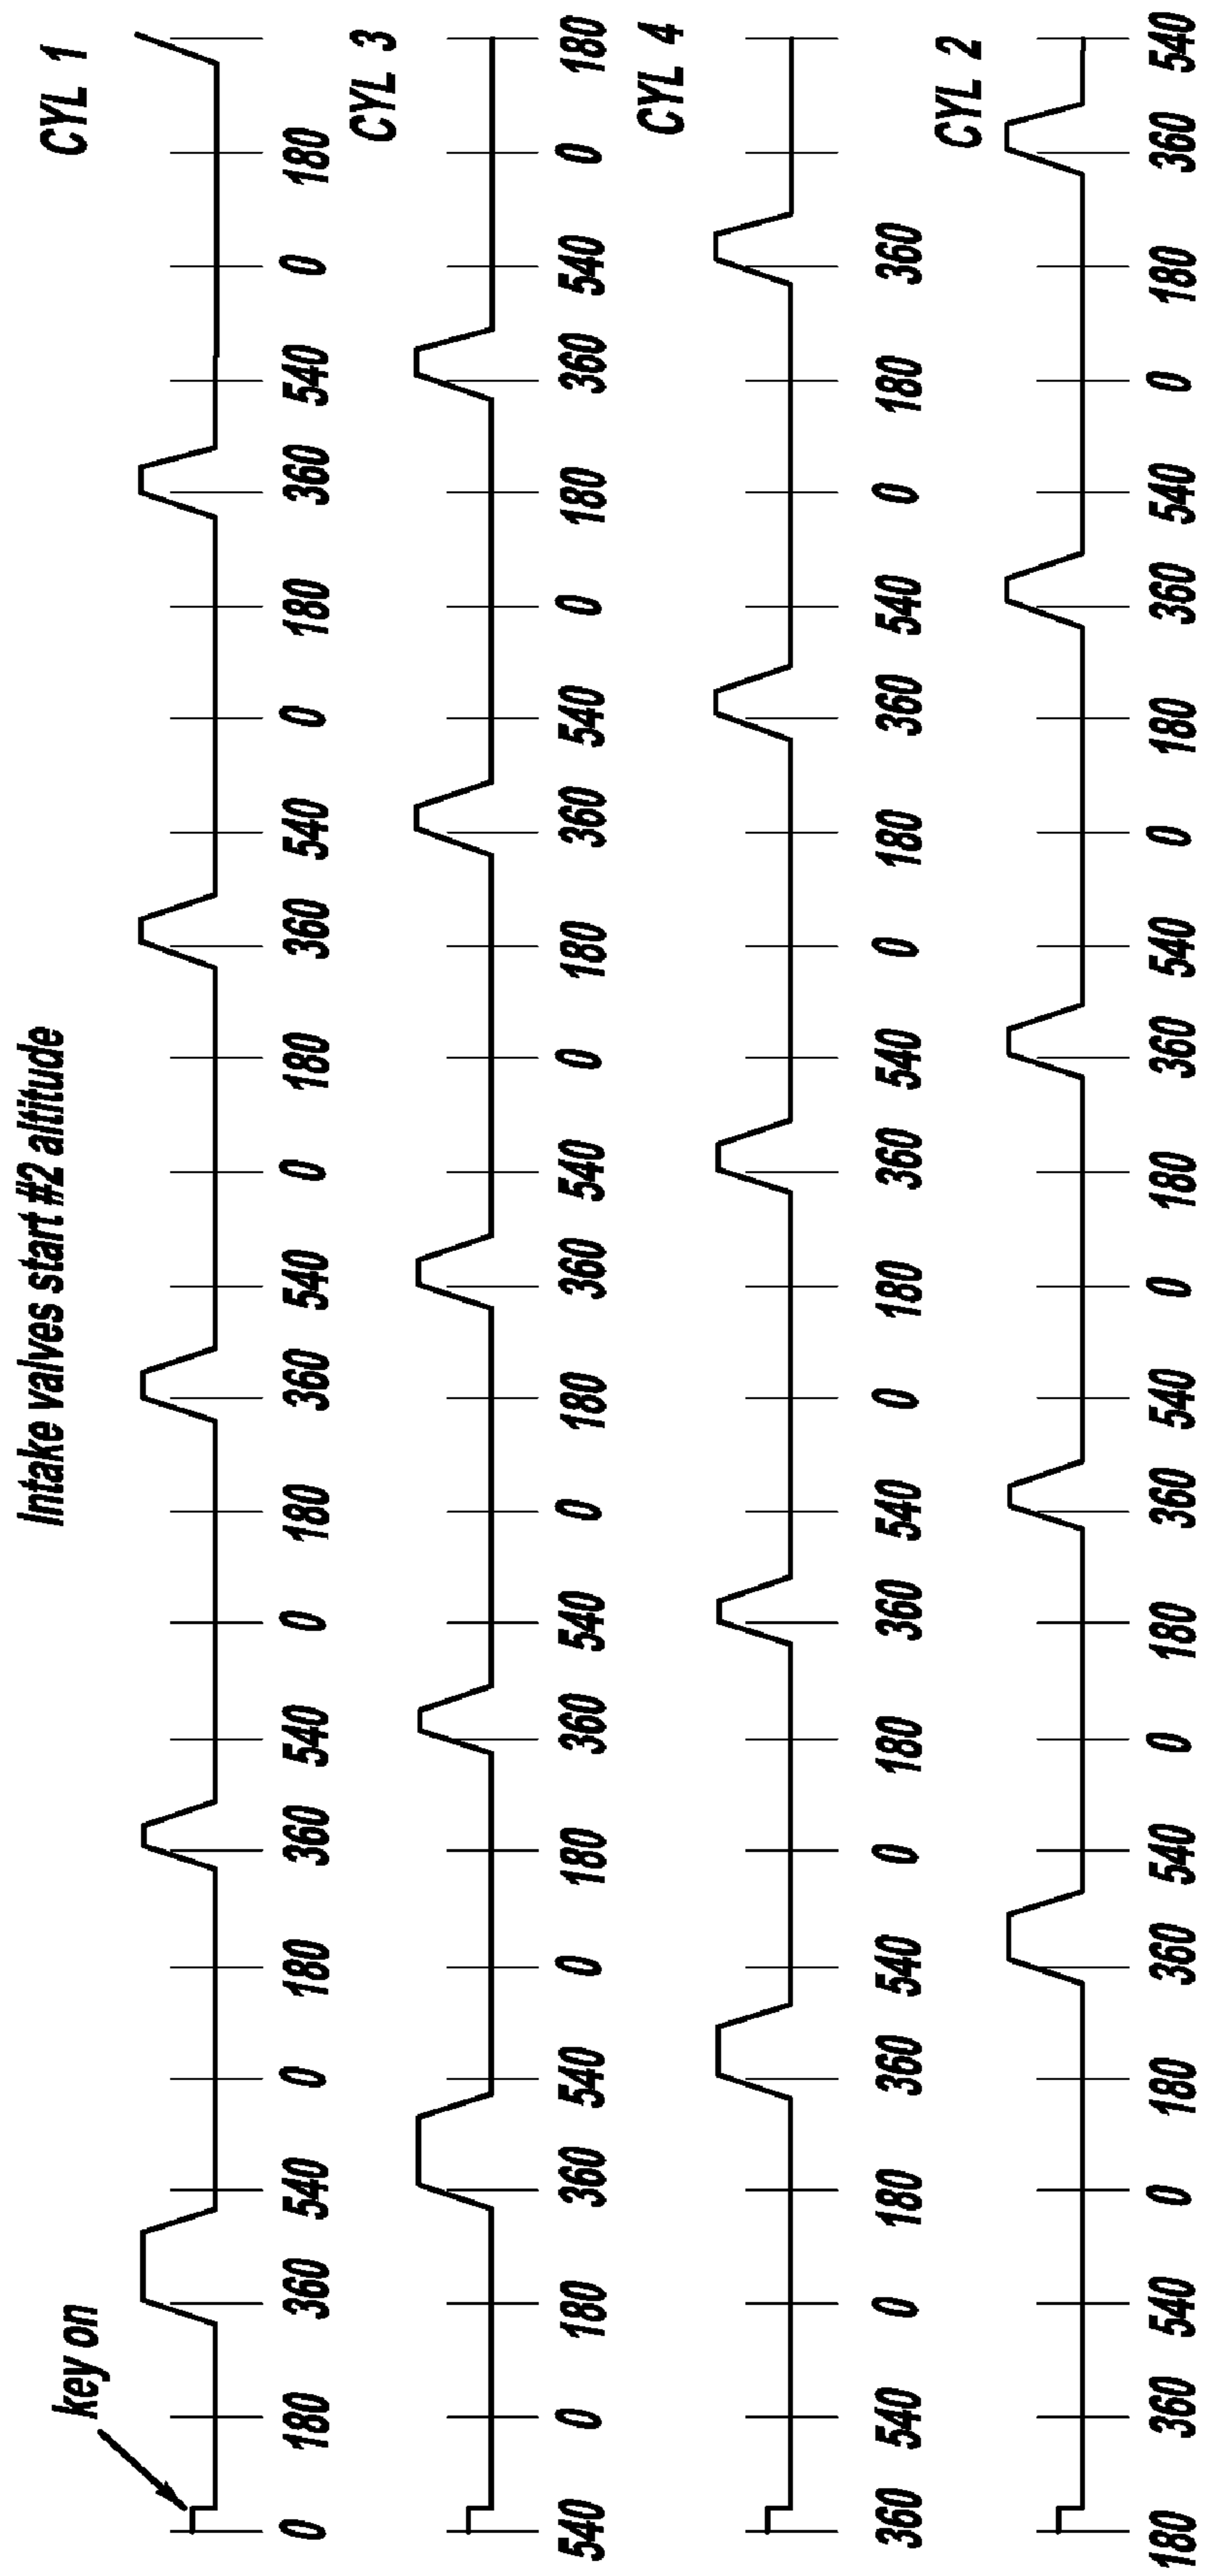 Intake valves start #2 altitude
key on
CYL 1
0 180 360 540 0 180 360 540 0 180 360 540 0 180 360 540 0 180 360 540 0 180
CYL 3
540 0 180 360 540 0 180 360 540 0 180 360 540 0 180 360 540 0 180 360 540 0 180
CYL 4
360 540 0 180 360 540 0 180 360 540 0 180 360 540 0 180 360 540 0 180 360
CYL 2
180 360 540 0 180 360 540 0 180 360 540 0 180 360 540 0 180 360 540 0 180 360 540